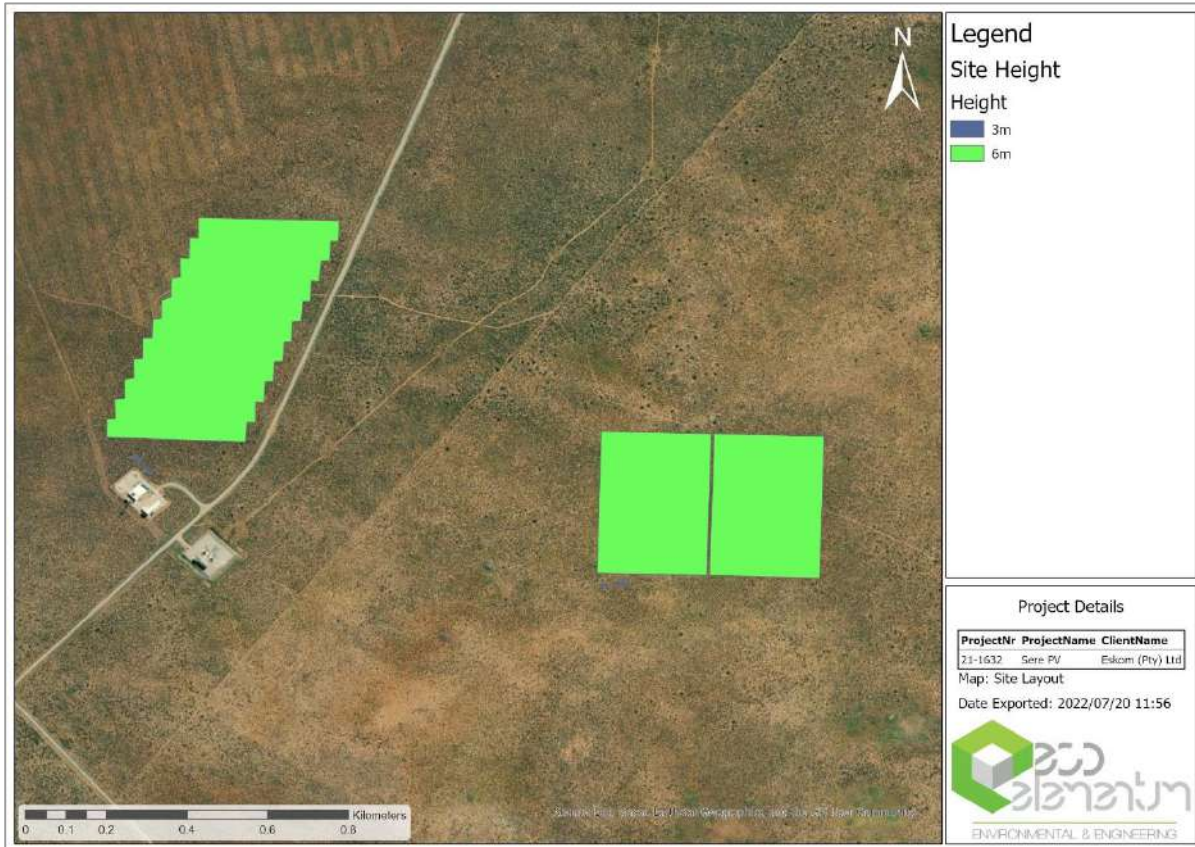 N
Legend
Site Height
Height
3m
6m
Project Details
ProjectNr ProjectName ClientName
21-1632 Sere PV Eskom (Pty) Ltd
Map: Site Layout
Date Exported: 2022/07/20 11:56
eco
elementum
ENVIRONMENTAL & ENGINEERING
Kilometers
0 0.1 0.2 0.4 0.6 0.8